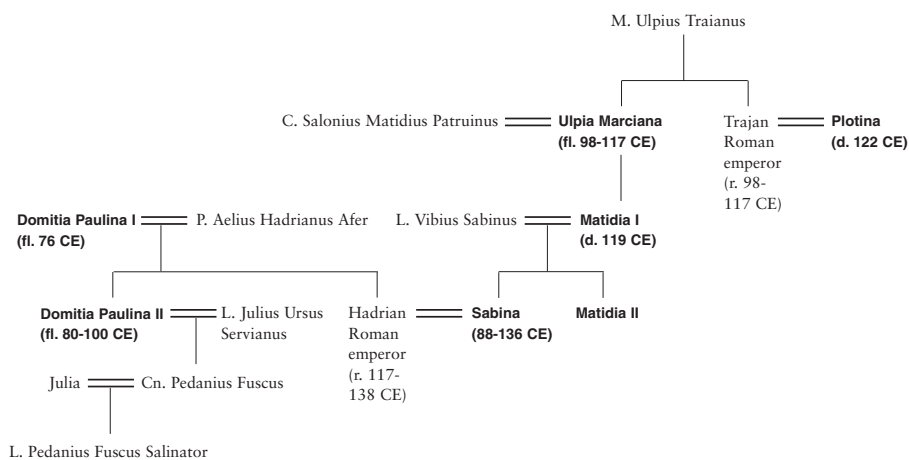 M. Ulpius Traianus
C. Salonius Matidius Patruinus
Ulpia Marciana
(fl. 98-117 CE)
Trajan
Roman
emperor
(r. 98-
117 CE)
Plotina
(d. 122 CE)
Domitia Paulina I
(fl. 76 CE)
P. Aelius Hadrianus Afer
L. Vibius Sabinus
Matidia I
(d. 119 CE)
Domitia Paulina II
(fl. 80-100 CE)
L. Julius Ursus
Servianus
Hadrian
Roman
emperor
(r. 117-
138 CE)
Sabina
(88-136 CE)
Matidia II
Julia
Cn. Pedanius Fuscus
L. Pedanius Fuscus Salinator